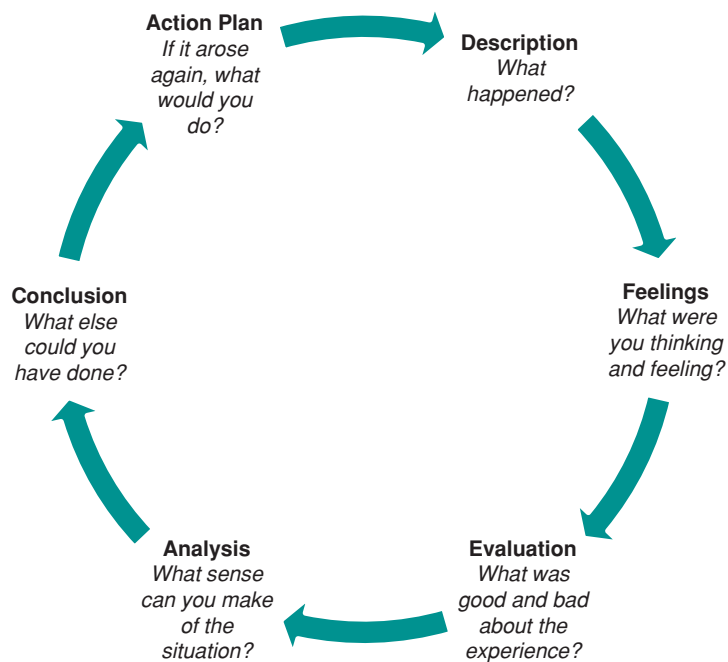 Action Plan
If it arose
again, what
would you
do?
Description
What
happened?
Feelings
What were
you thinking
and feeling?
Evaluation
What was
good and bad
about the
experience?
Analysis
What sense
can you make
of the
situation?
Conclusion
What else
could you
have done?